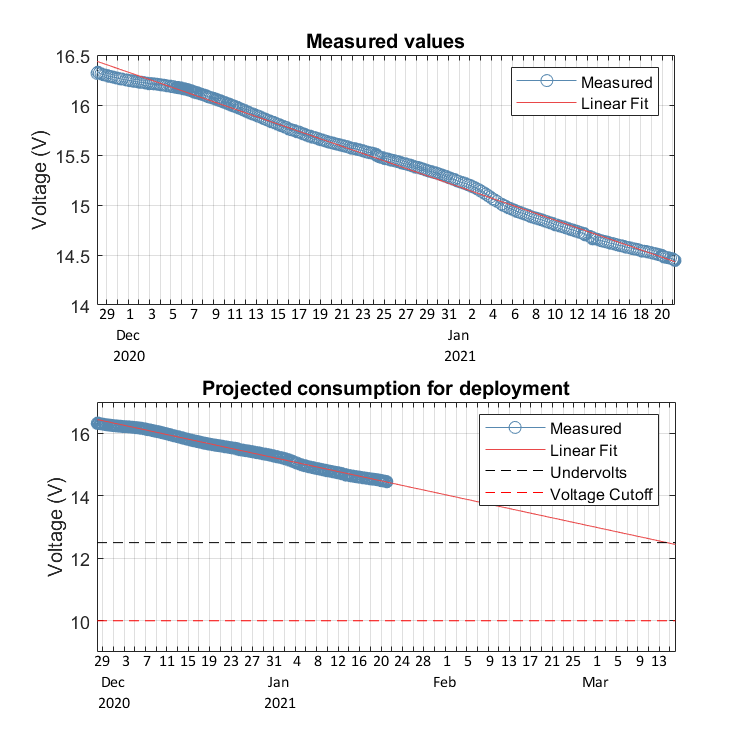 Measured values
16.5
16
15.5
15
14.5
14
Voltage (V)
Measured
Linear Fit
29 1 3 5 7 9 11 13 15 17 19 21 23 25 27 29 31 2 4 6 8 10 12 14 16 18 20
Dec Jan
2020 2021
Projected consumption for deployment
16
14
12
10
Voltage (V)
Measured
Linear Fit
Undervolts
Voltage Cutoff
29 3 7 11 15 19 23 27 31 4 8 12 16 20 24 28 1 5 9 13 17 21 25 1 5 9 13
Dec Jan Feb Mar
2020 2021